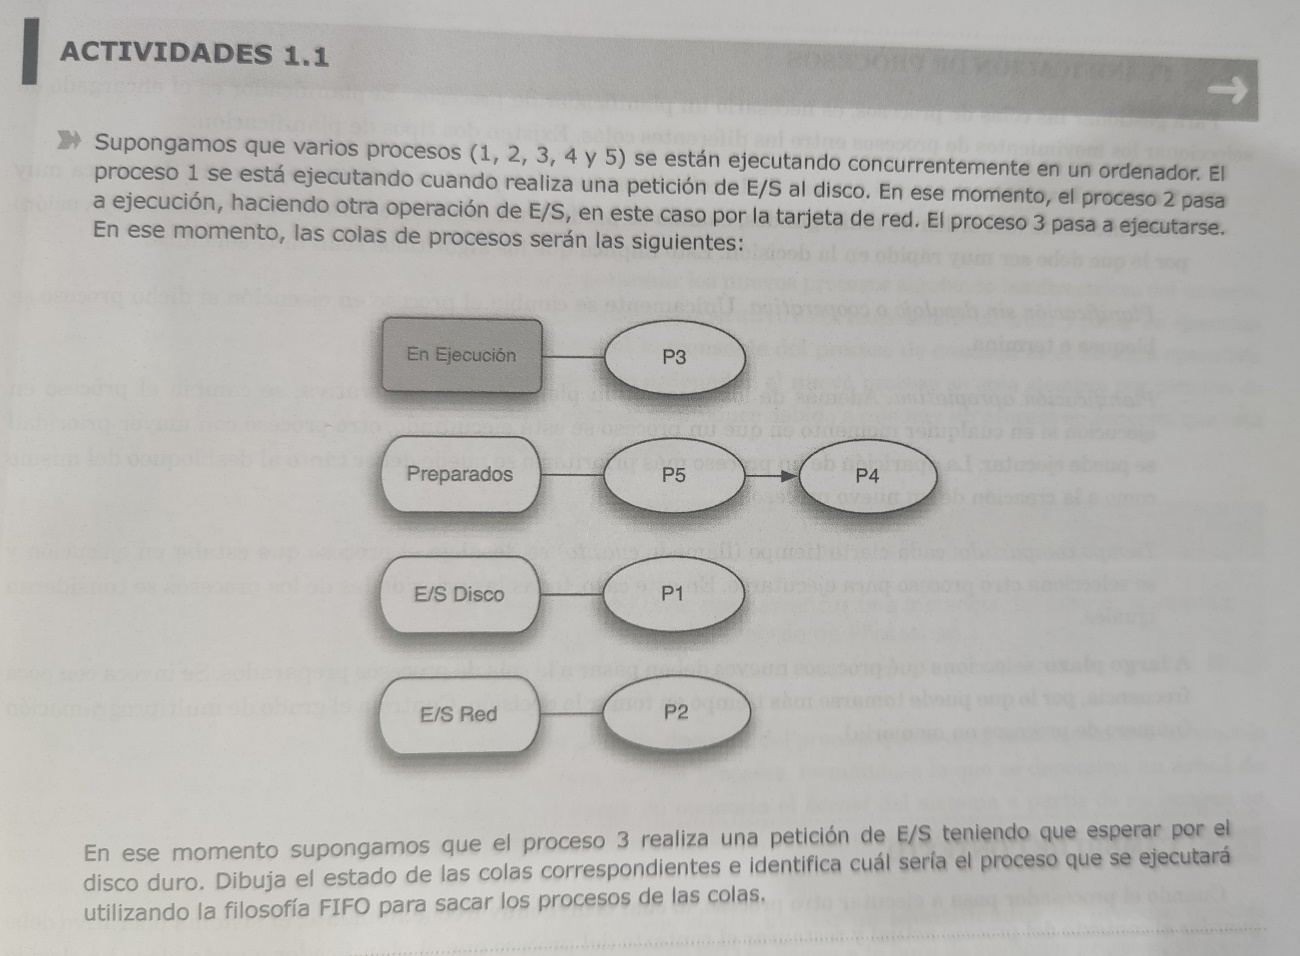 ACTIVIDADES 1.1
Supongamos que varios procesos (1, 2, 3, 4 y 5) se están ejecutando concurrentemente en un ordenador. El
proceso 1 se está ejecutando cuando realiza una petición de E/S al disco. En ese momento, el proceso 2 pasa
a ejecución, haciendo otra operación de E/S, en este caso por la tarjeta de red. El proceso 3 pasa a ejecutarse.
En ese momento, las colas de procesos serán las siguientes:
En Ejecución P3
Preparados P5 P4
E/S Disco P1
E/S Red P2
En ese momento supongamos que el proceso 3 realiza una petición de E/S teniendo que esperar por el
disco duro. Dibuja el estado de las colas correspondientes e identifica cuál sería el proceso que se ejecutará
utilizando la filosofía FIFO para sacar los procesos de las colas.